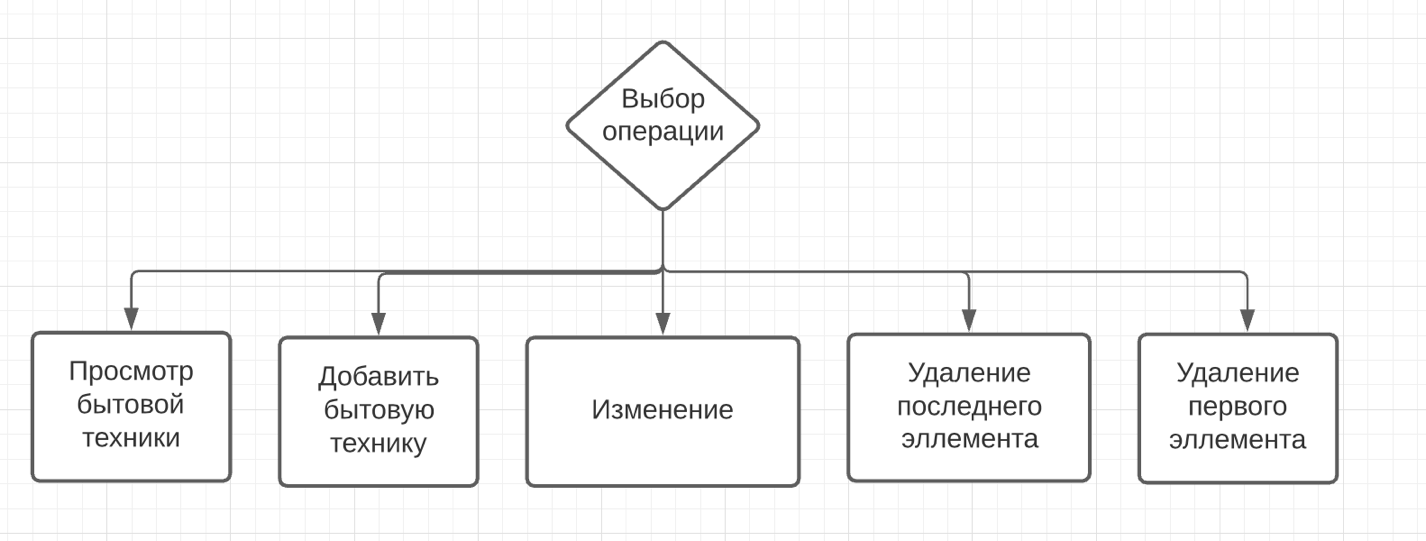 Выбор
операции
Просмотр
бытовой
техники
Добавить
бытовую
технику
Изменение
Удаление
последнего
эллемента
Удаление
первого
эллемента